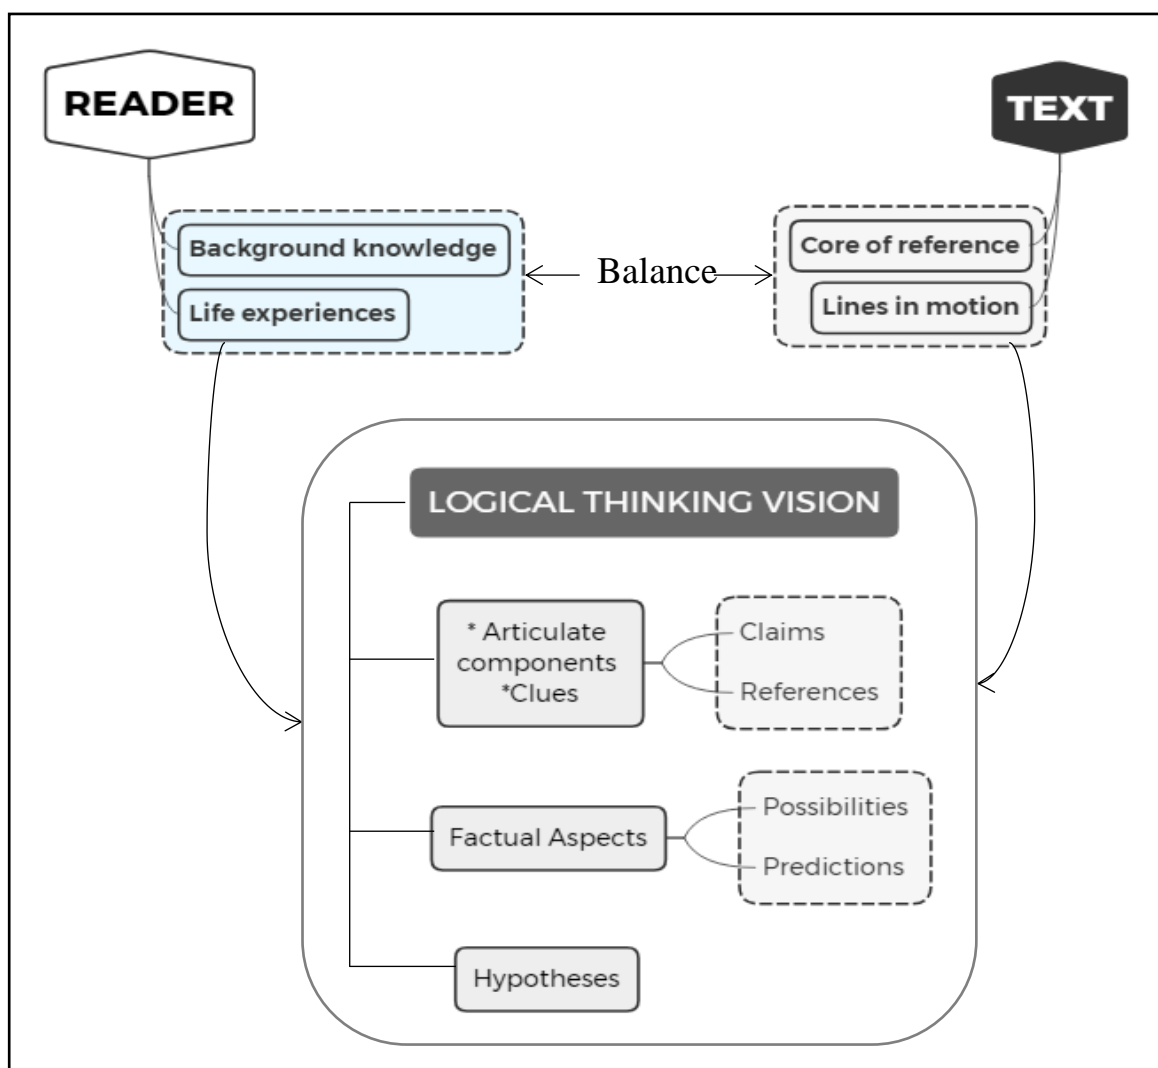 READER
TEXT
Background knowledge
Life experiences
Balance
Core of reference
Lines in motion
LOGICAL THINKING VISION
* Articulate
components
*Clues
Claims
References
Factual Aspects
Possibilities
Predictions
Hypotheses